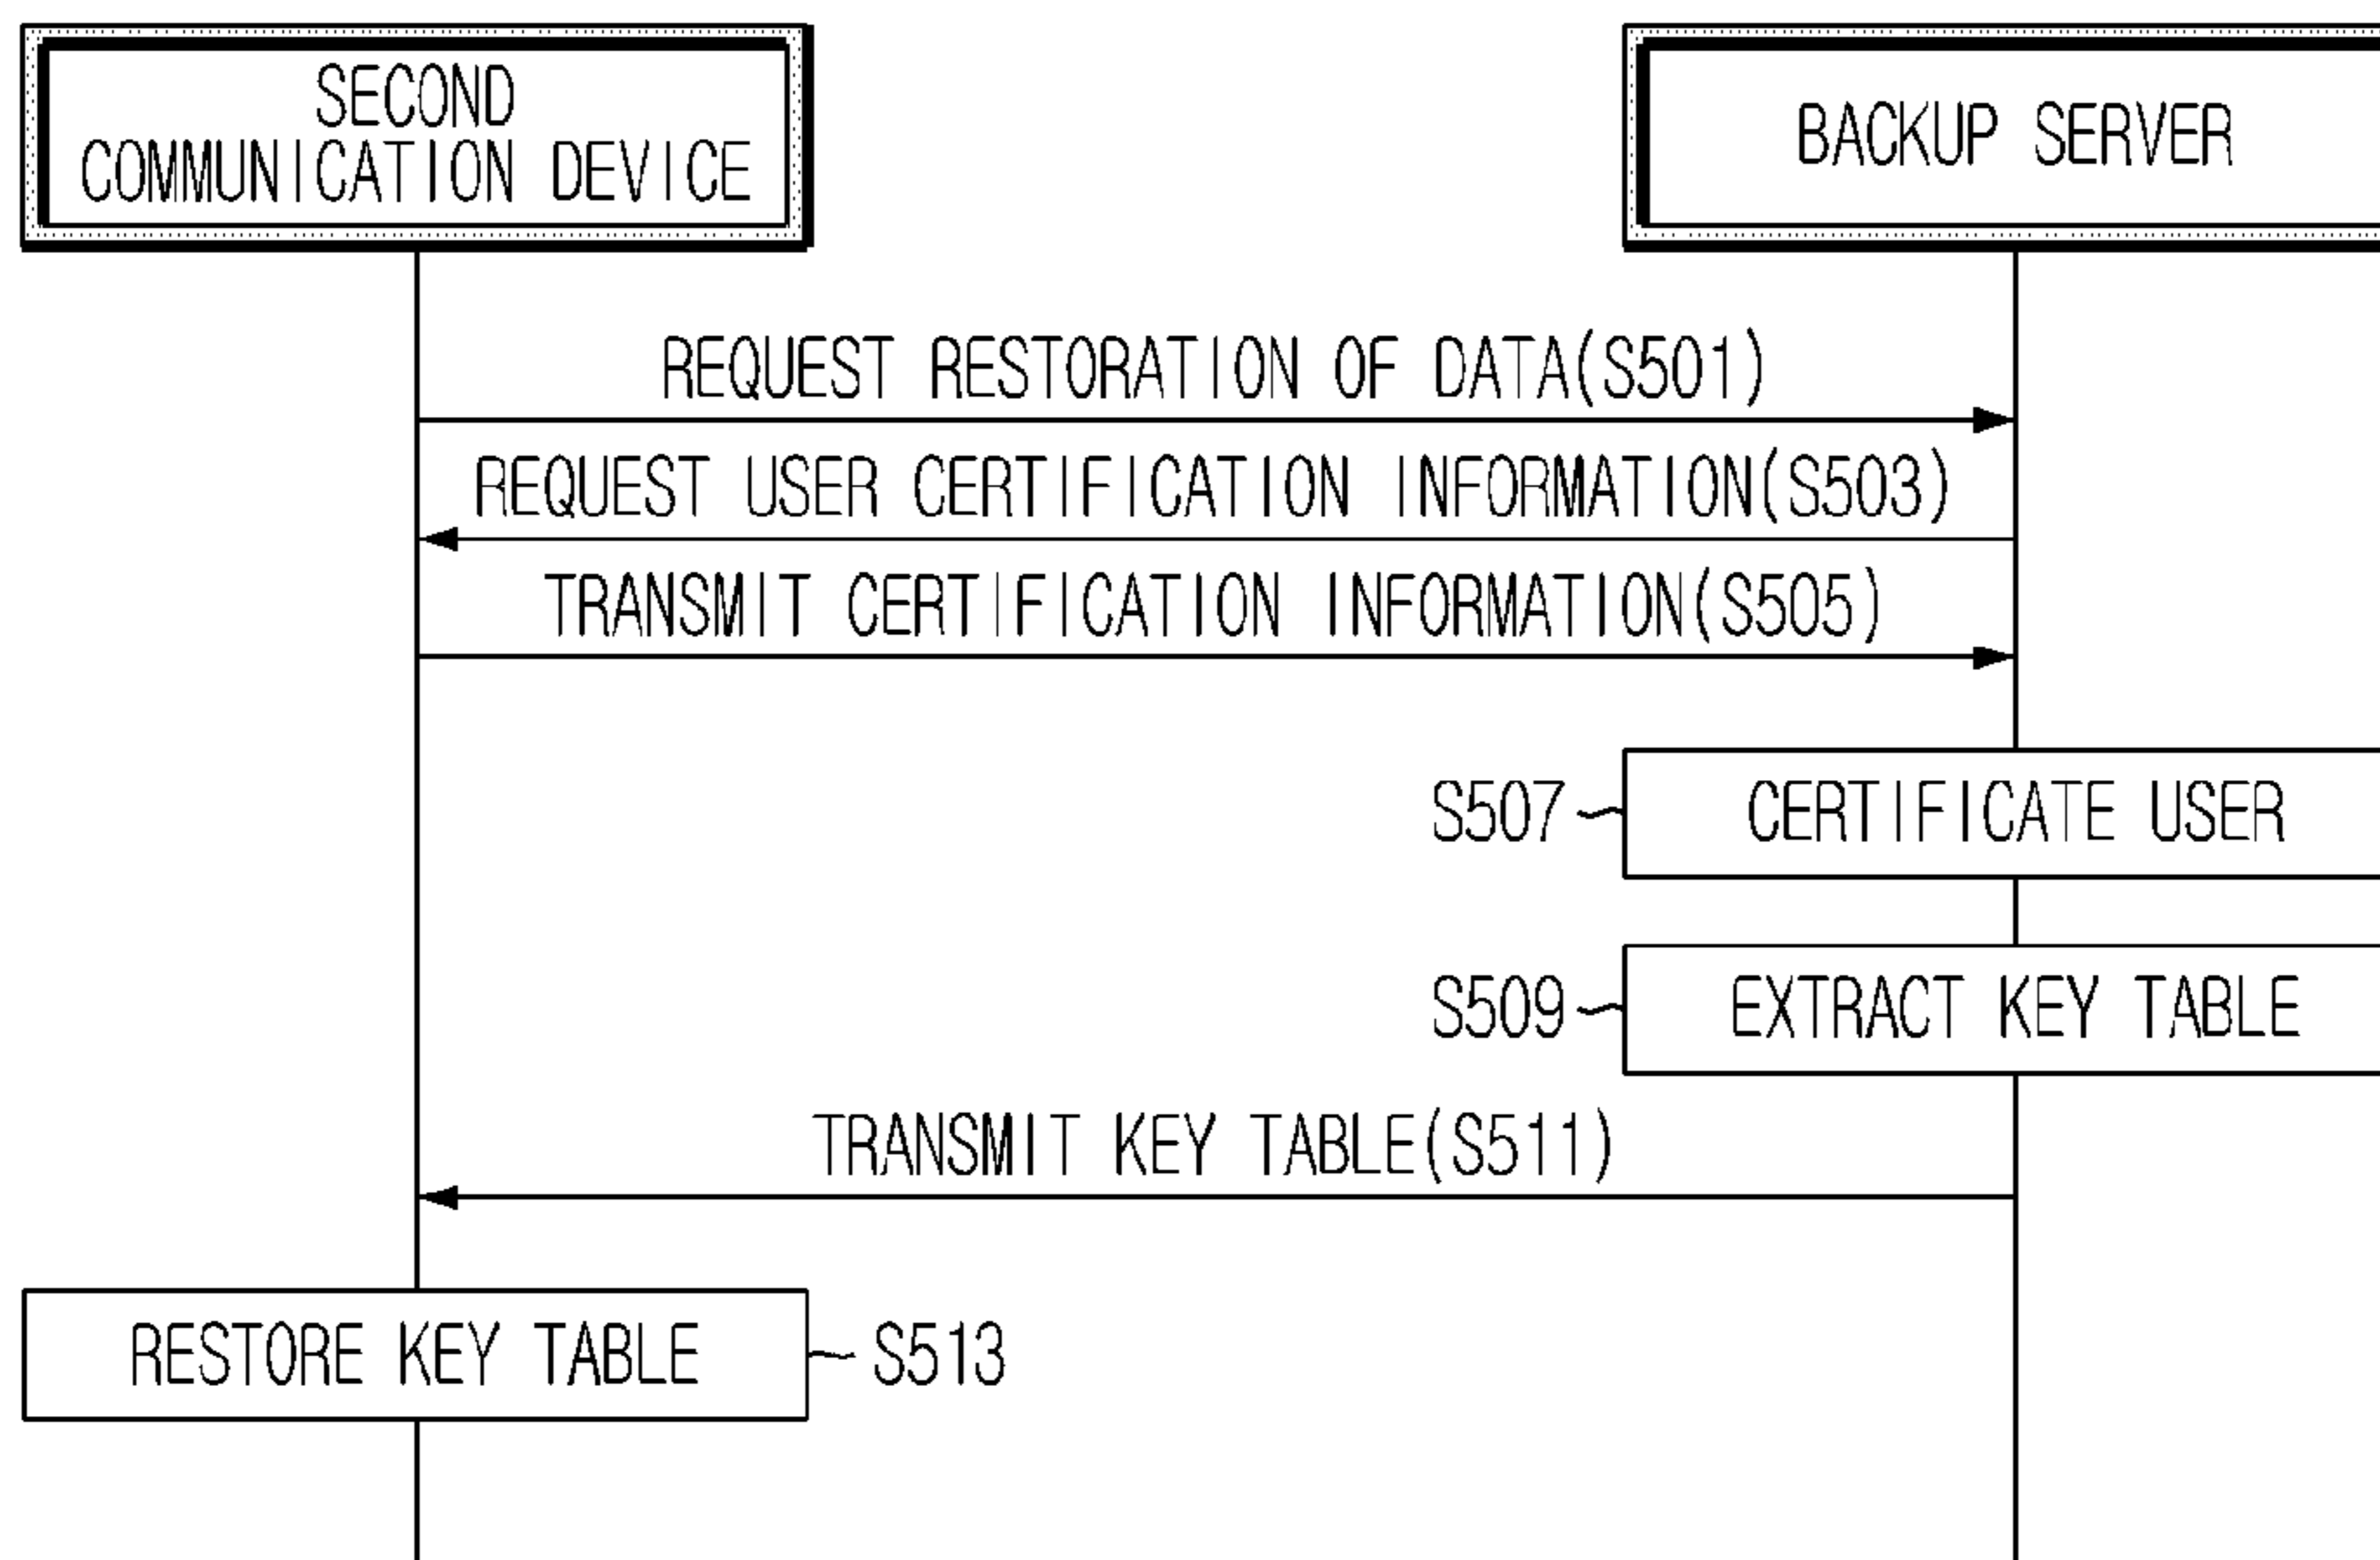 SECOND
COMMUNICATION DEVICE
BACKUP SERVER
REQUEST RESTORATION OF DATA(S501)
REQUEST USER CERTIFICATION INFORMATION(S503)
TRANSMIT CERTIFICATION INFORMATION(S505)
S507
CERTIFICATE USER
S509
EXTRACT KEY TABLE
TRANSMIT KEY TABLE(S511)
RESTORE KEY TABLE
S513